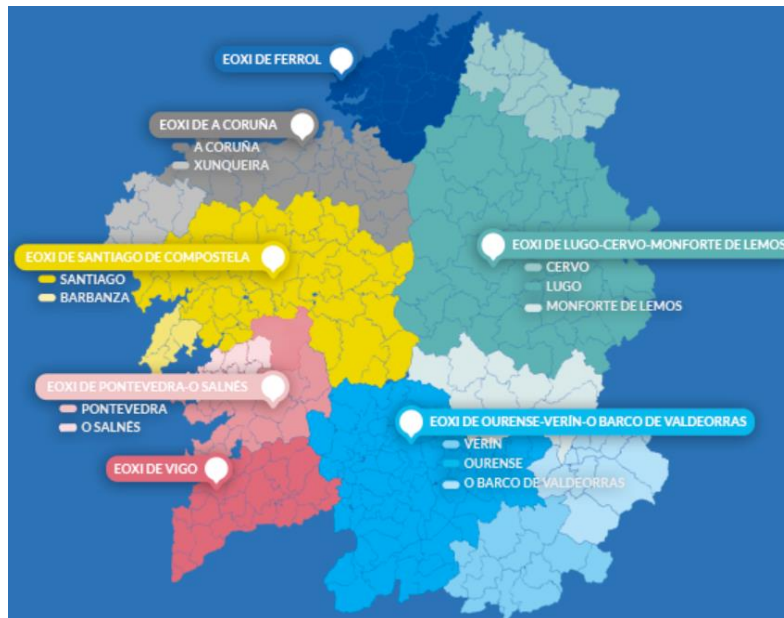 EOXI DE FERROL
EOXI DE A CORUÑA
A CORUÑA
XUNQUEIRA
EOXI DE SANTIAGO DE COMPOSTELA
SANTIAGO
BARBANZA
EOXI DE LUGO-CERVO-MONFORTE DE LEMOS
CERVO
LUGO
MONFORTE DE LEMOS
EOXI DE PONTEVEDRA-O SALNÉS
PONTEVEDRA
O SALNÉS
EOXI DE OURENSE-VERÍN-O BARCO DE VALDEORRAS
VERÍN
OURENSE
O BARCO DE VALDEORRAS
EOXI DE VIGO